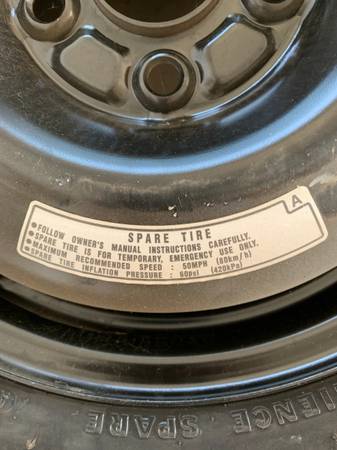 SPARE TIRE
A
●FOLLOW OWNER'S MANUAL INSTRUCTIONS CAREFULLY.
●SPARE TIRE IS FOR TEMPORARY, EMERGENCY USE ONLY.
●MAXIMUM RECOMMENDED SPEED : 50MPH (80km/h)
●SPARE TIRE INFLATION PRESSURE : 60psi (420kPa)
IENCE SPARE